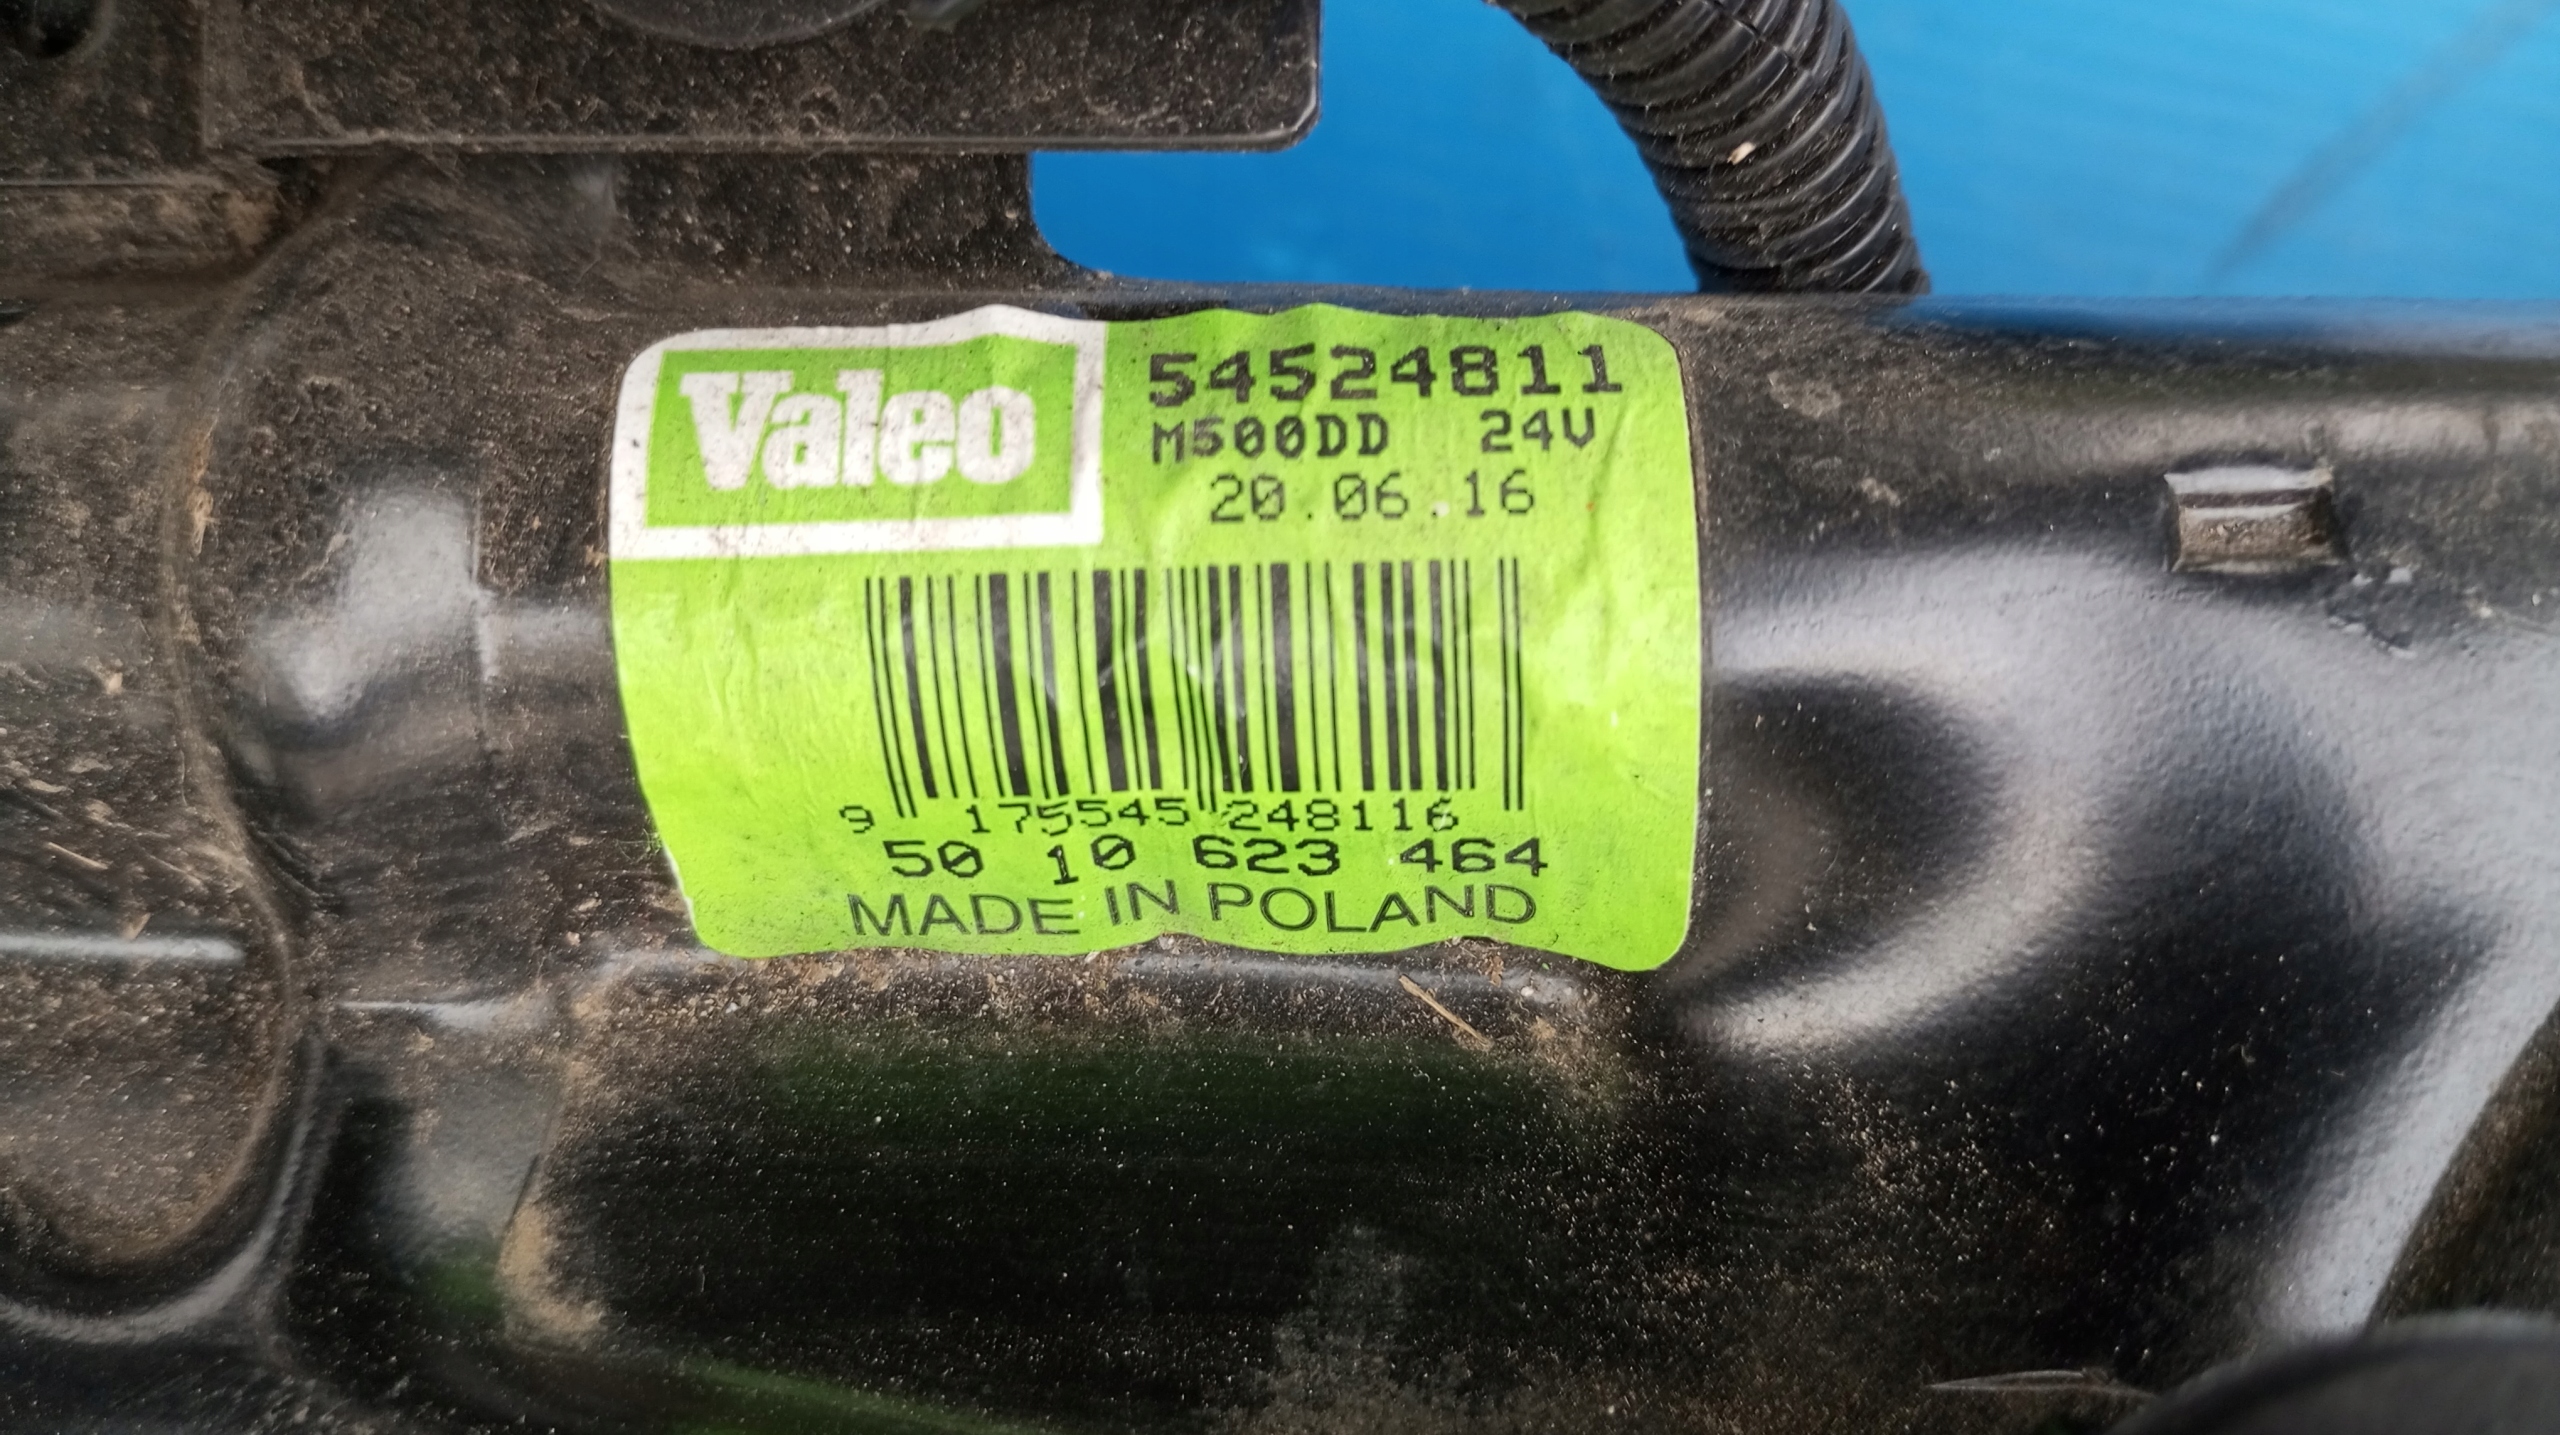 Valeo
54524811
M500DD 24V
20.06.16
9 175545 248116
50 10 623 464
MADE IN POLAND